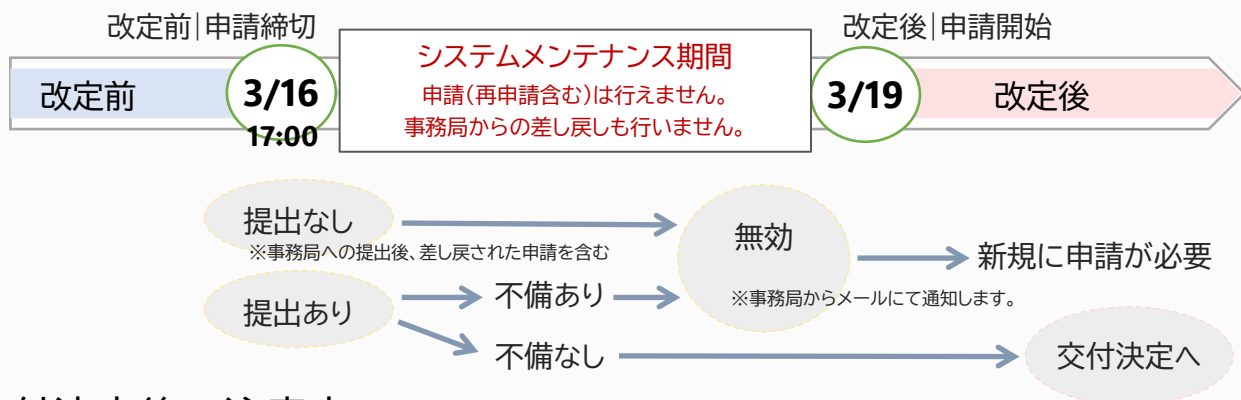 改定前|申請締切
改定後|申請開始
改定前
3/16
17:00
システムメンテナンス期間
申請(再申請含む)は行えません。
事務局からの差し戻しも行いません。
3/19
改定後
提出なし
※事務局への提出後、差し戻された申請を含む
無効
新規に申請が必要
※事務局からメールにて通知します。
提出あり
不備あり
不備なし
交付決定へ